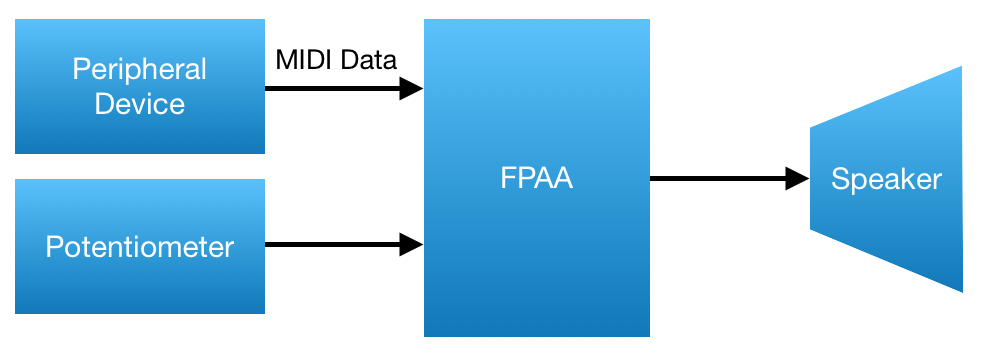 Peripheral
Device
MIDI Data
FPAA
Speaker
Potentiometer